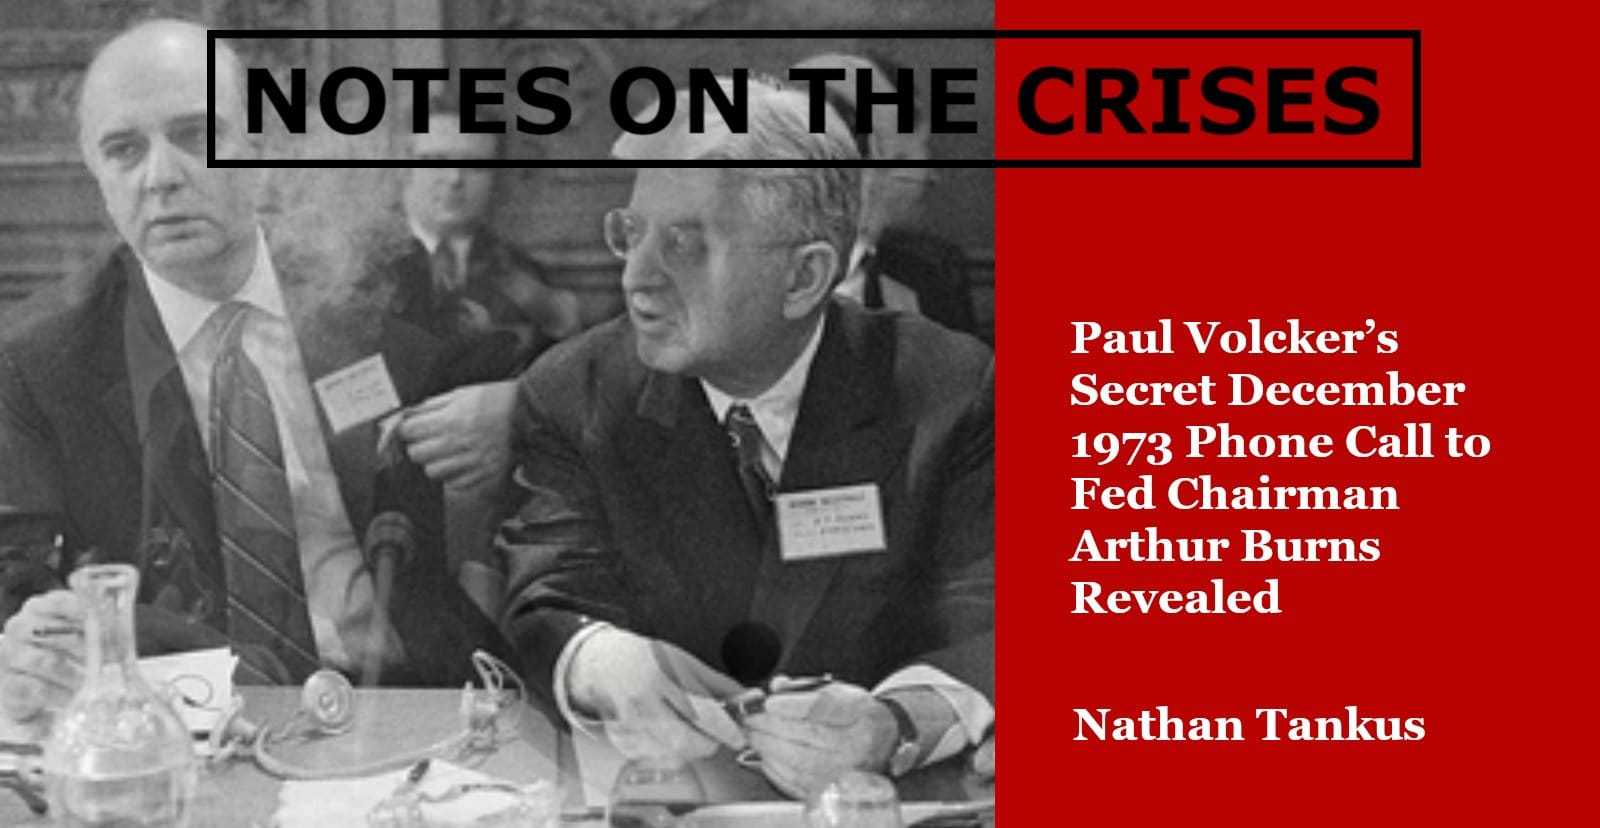 NOTES ON THE CRISES
Paul Volcker’s
Secret December
1973 Phone Call to
Fed Chairman
Arthur Burns
Revealed
Nathan Tankus